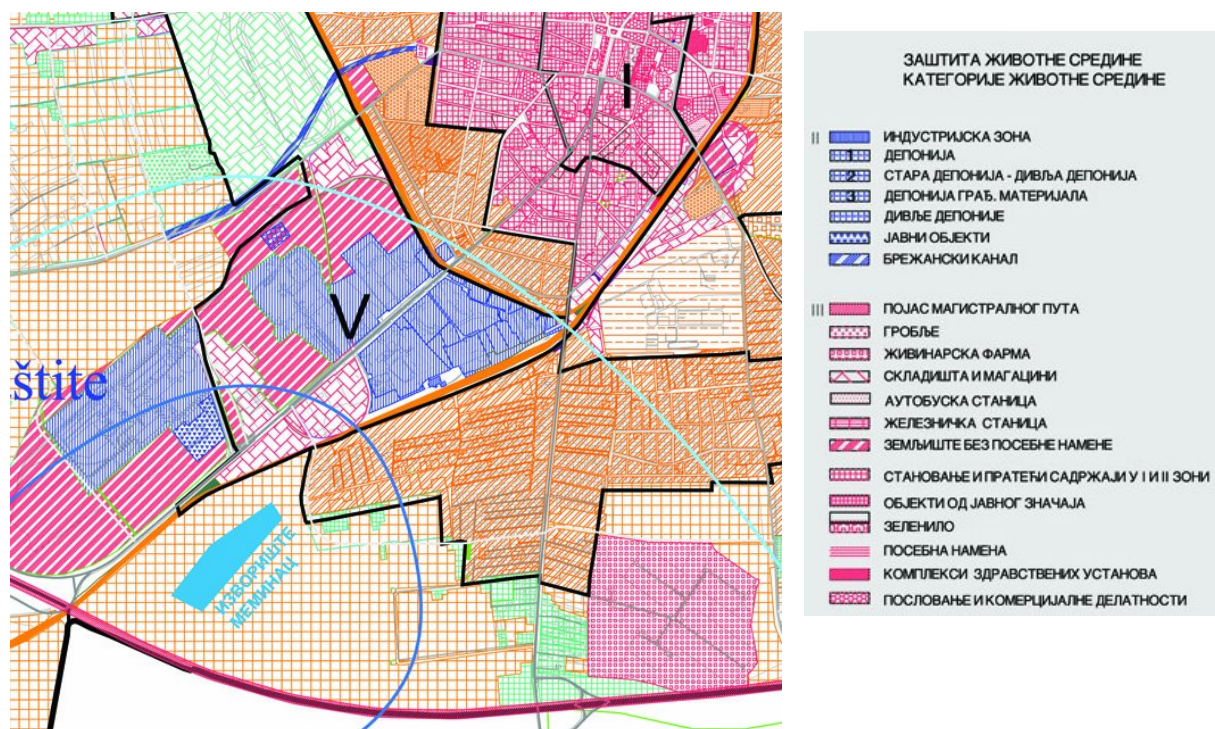 I
V
štite
ИЗВОРИШТЕ
МЕМИНАЦ
ЗАШТИТА ЖИВОТНЕ СРЕДИНЕ
КАТЕГОРИЈЕ ЖИВОТНЕ СРЕДИНЕ
II ИНДУСТРИЈСКА ЗОНА
1 ДЕПОНИЈА
2 СТАРА ДЕПОНИЈА - ДИВЉА ДЕПОНИЈА
3 ДЕПОНИЈА ГРАЂ. МАТЕРИЈАЛА
ДИВЉЕ ДЕПОНИЈЕ
ЈАВНИ ОБЈЕКТИ
БРЕЖАНСКИ КАНАЛ
III ПОЈАС МАГИСТРАЛНОГ ПУТА
ГРОБЉЕ
ЖИВИНАРСКА ФАРМА
СКЛАДИШТА И МАГАЦИНИ
АУТОБУСКА СТАНИЦА
ЖЕЛЕЗНИЧКА СТАНИЦА
ЗЕМЉИШТЕ БЕЗ ПОСЕБНЕ НАМЕНЕ
СТАНОВАЊЕ И ПРАТЕЋИ САДРЖАЈИ У I И II ЗОНИ
ОБЈЕКТИ ОД ЈАВНОГ ЗНАЧАЈА
ЗЕЛЕНИЛО
ПОСЕБНА НАМЕНА
КОМПЛЕКСИ ЗДРАВСТВЕНИХ УСТАНОВА
ПОСЛОВАЊЕ И КОМЕРЦИЈАЛНЕ ДЕЛАТНОСТИ